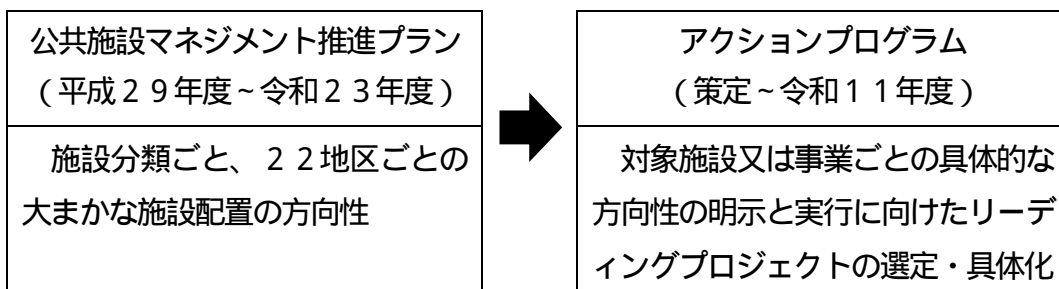 公共施設マネジメント推進プラン
(平成29年度~令和23年度)
施設分類ごと、22地区ごとの
大まかな施設配置の方向性
アクションプログラム
(策定~令和11年度)
対象施設又は事業ごとの具体的な
方向性の明示と実行に向けたリーデ
ィングプロジェクトの選定・具体化